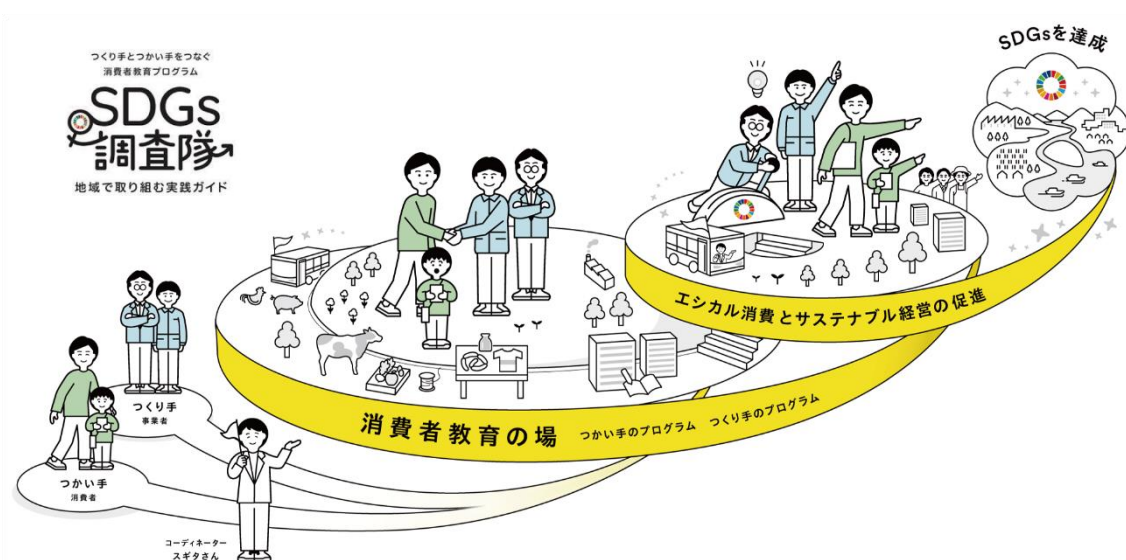 つくり手とつかい手をつなぐ
消費者教育プログラム
SDGs
調査隊
地域で取り組む実践ガイド
SDGsを達成
エシカル消費とサステナブル経営の促進
消費者教育の場 つかい手のプログラム つくり手のプログラム
つくり手
事業者
つかい手
消費者
コーディネーター
スギタさん